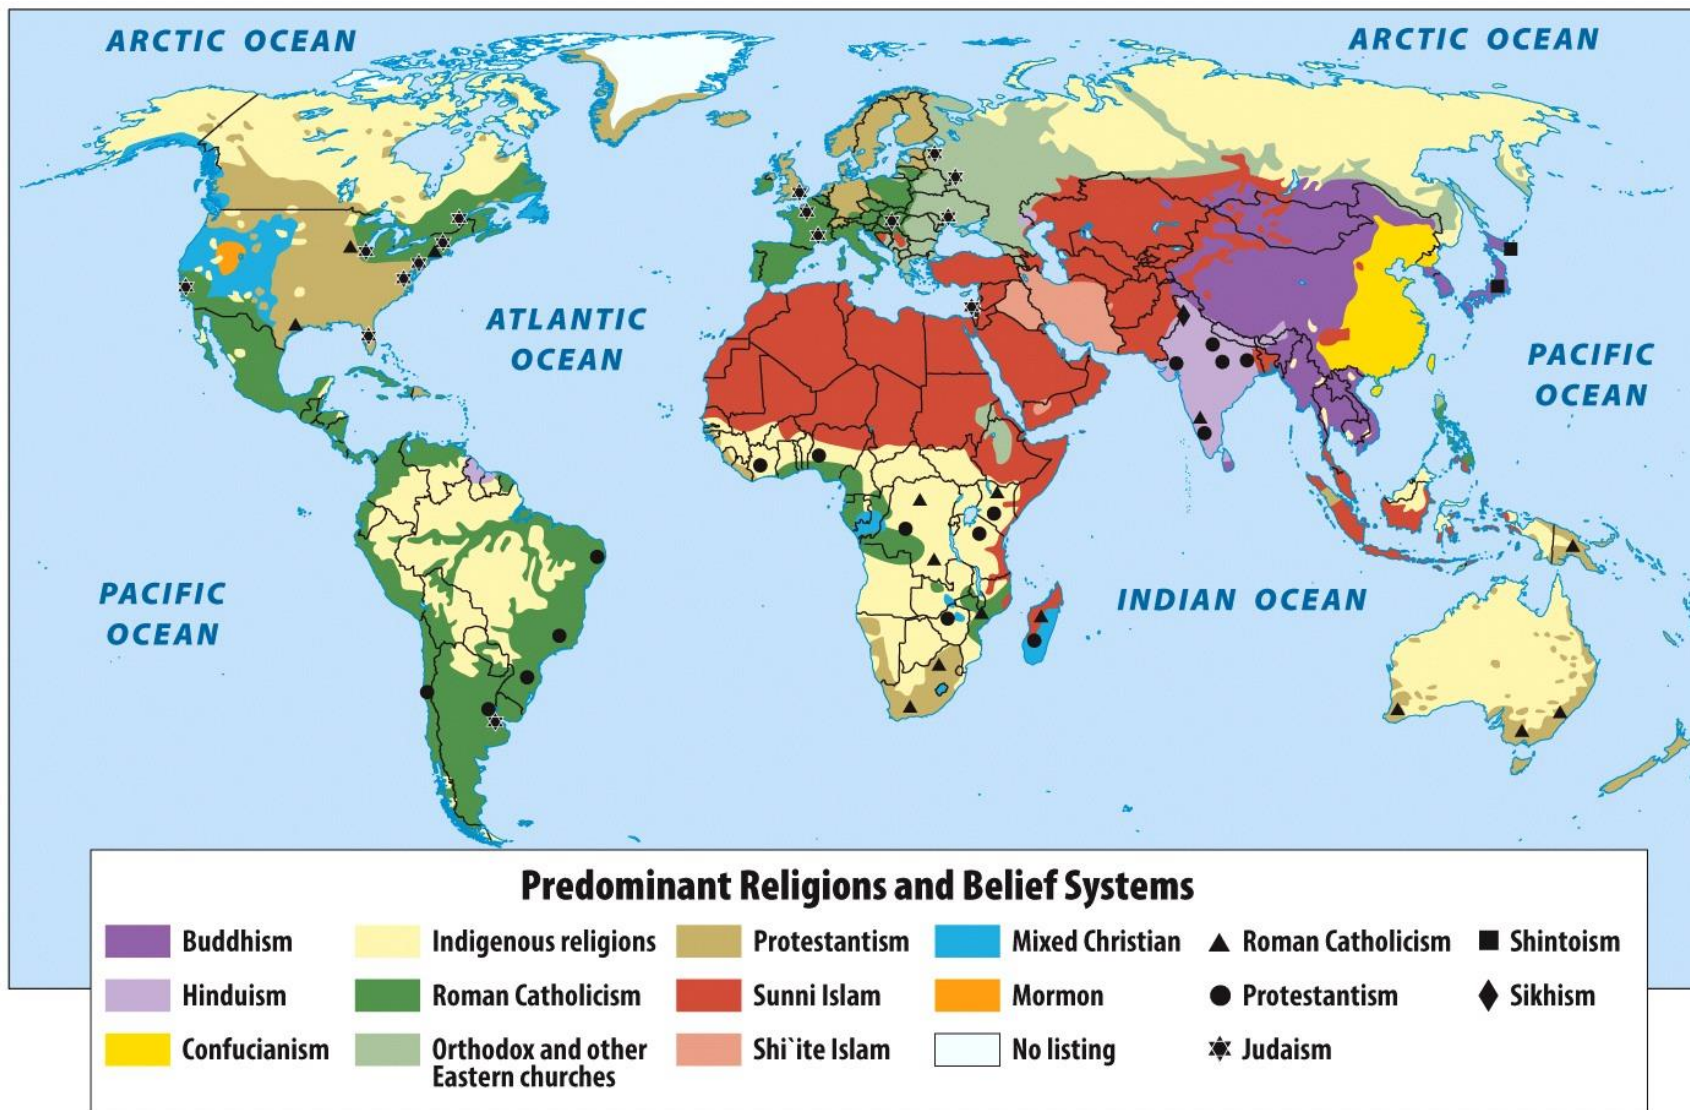 ARCTIC OCEAN
ARCTIC OCEAN
ATLANTIC
OCEAN
PACIFIC
OCEAN
PACIFIC
OCEAN
INDIAN OCEAN
Predominant Religions and Belief Systems
Buddhism
Hinduism
Confucianism
Indigenous religions
Roman Catholicism
Orthodox and other
Eastern churches
Protestantism
Sunni Islam
Shi`ite Islam
Mixed Christian
Mormon
No listing
Roman Catholicism
Protestantism
Judaism
Shintoism
Sikhism